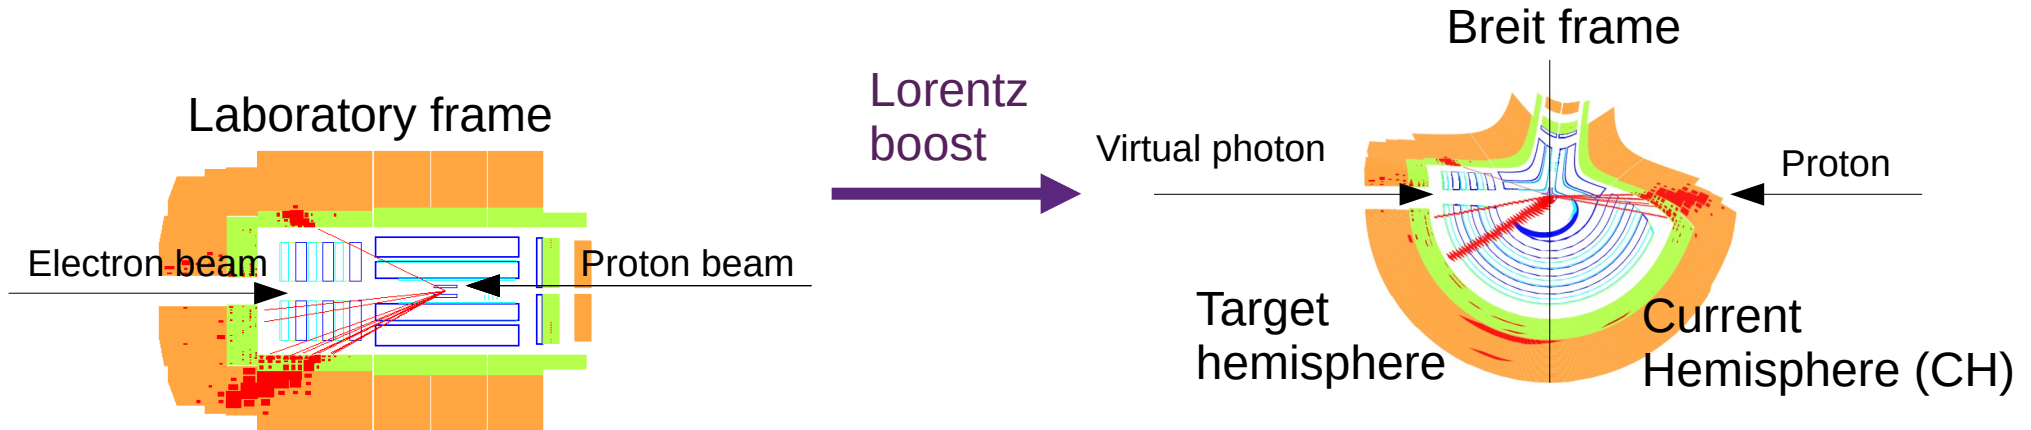 Breit frame
Laboratory frame
Lorentz
boost
Virtual photon
Proton
Electron beam
Proton beam
Target
hemisphere
Current
Hemisphere (CH)